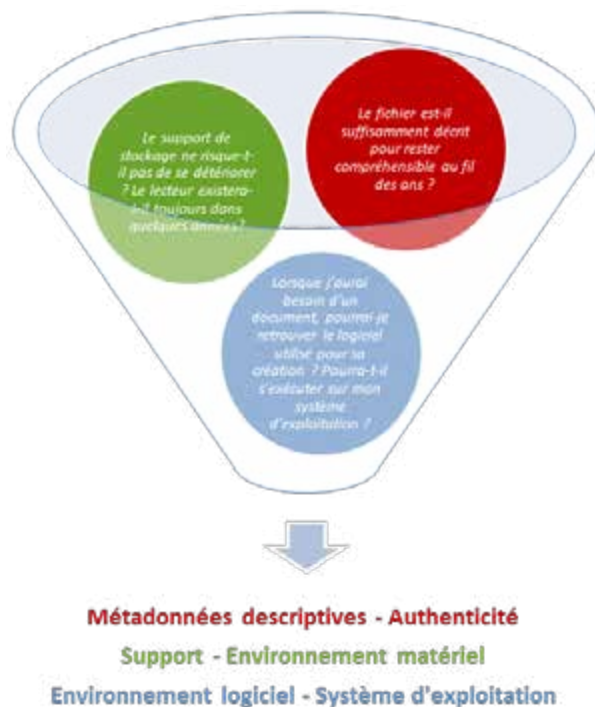 Le support de
stockage ne risque-t-
il pas de se détériorer
? Le lecteur existera-
t-il toujours dans
quelques années?
Le fichier est-il
suffisamment décrit
pour rester
compréhensible au fil
des ans ?
Lorsque j'aurai
besoin d'un
document, pourrai-je
retrouver le logiciel
utilisé pour sa
création ? Pourra-t-il
s'exécuter sur mon
système
d'exploitation ?
Métadonnées descriptives - Authenticité
Support - Environnement matériel
Environnement logiciel - Système d'exploitation